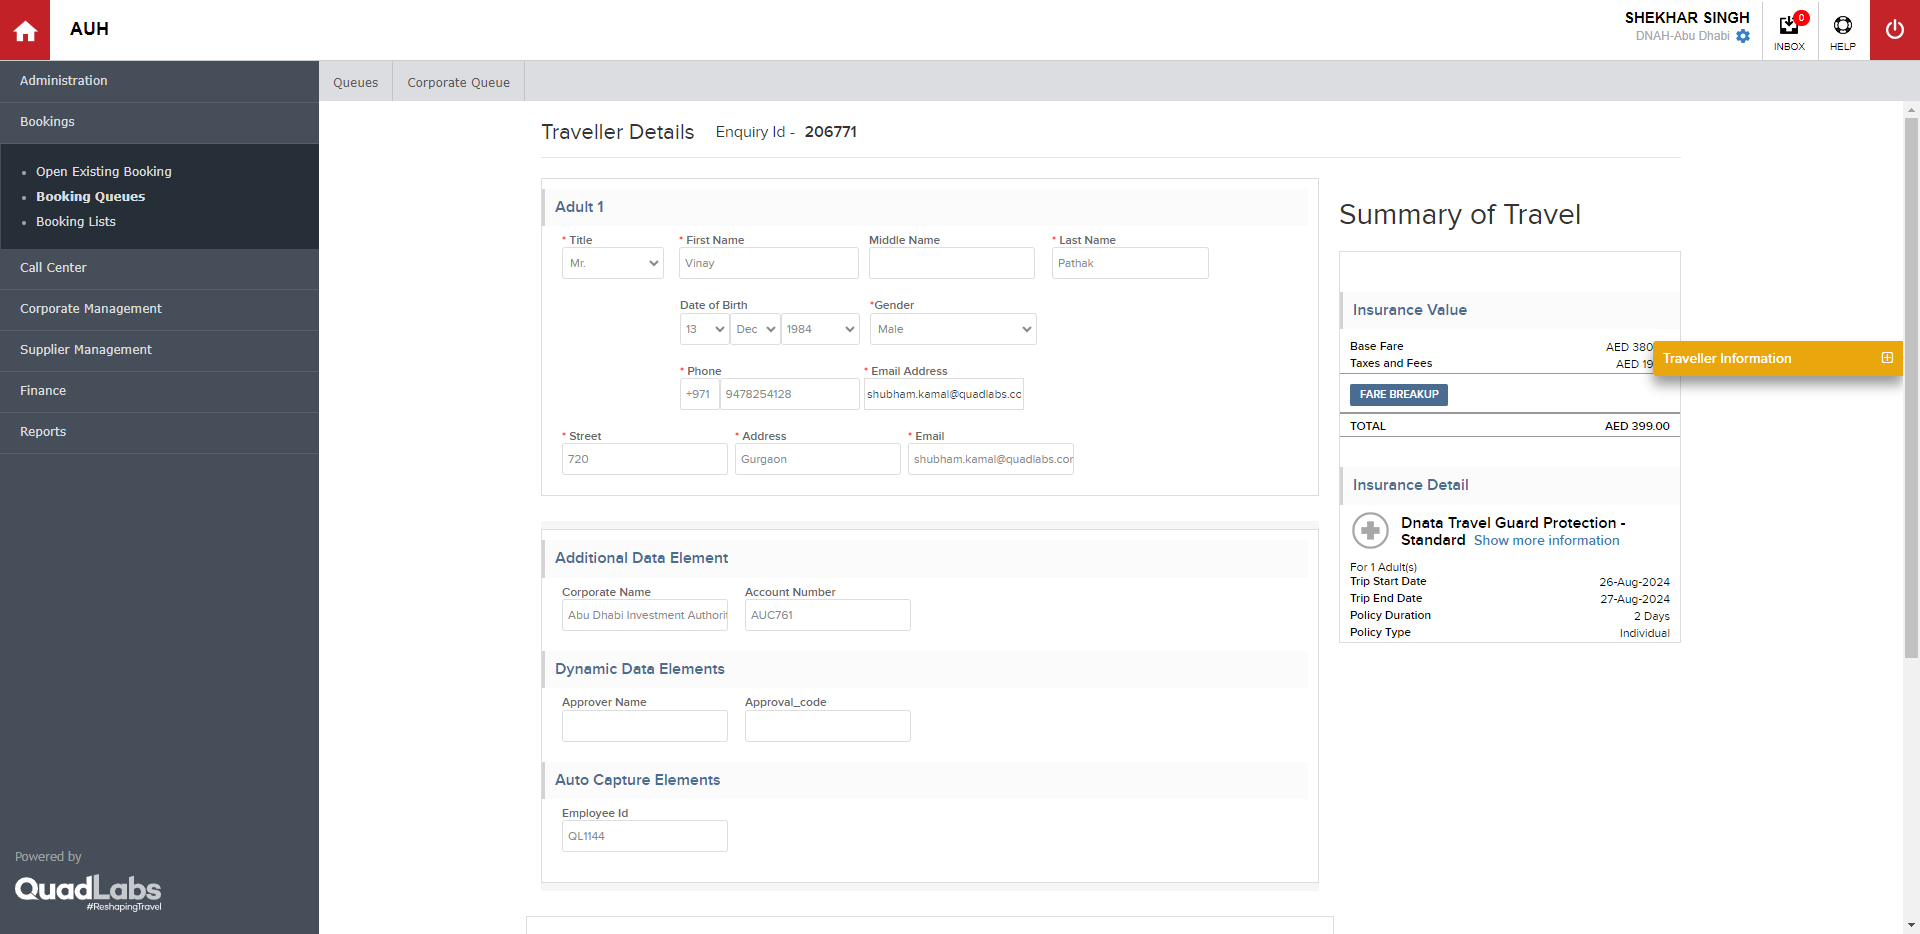 AUH
SHEKHAR SINGH
DNAH-Abu Dhabi
0
INBOX
HELP
Administration
Bookings
Open Existing Booking
Booking Queues
Booking Lists
Call Center
Corporate Management
Supplier Management
Finance
Reports
Powered by
QuadLabs
#ReshapingTravel
Queues
Corporate Queue
Traveller Details Enquiry Id - 206771
Adult 1
* Title * First Name Middle Name * Last Name
Mr. Vinay Pathak
Date of Birth *Gender
13 Dec 1984 Male
* Phone * Email Address
+971 9478254128 shubham.kamal@quadlabs.cc
* Street * Address * Email
720 Gurgaon shubham.kamal@quadlabs.cor
Additional Data Element
Corporate Name Account Number
Abu Dhabi Investment Authorit AUC761
Dynamic Data Elements
Approver Name Approval_code
Auto Capture Elements
Employee Id
QL1144
Summary of Travel
Insurance Value
Base Fare AED 380
Taxes and Fees AED 19
Traveller Information
FARE BREAKUP
TOTAL AED 399.00
Insurance Detail
Dnata Travel Guard Protection -
Standard Show more information
For 1 Adult(s)
Trip Start Date 26-Aug-2024
Trip End Date 27-Aug-2024
Policy Duration 2 Days
Policy Type Individual